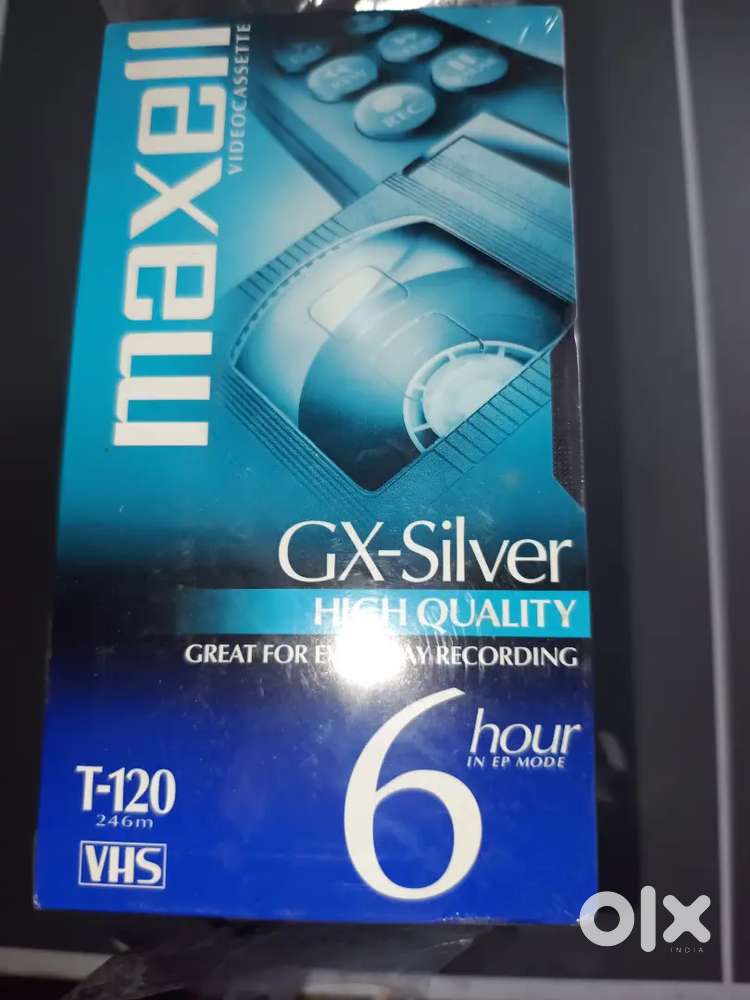 maxell
VIDEOCASSETTE
REC
GX-Silver
HIGH QUALITY
GREAT FOR EVERYDAY RECORDING
6 hour
IN EP MODE
T-120
246m
VHS
olx
INDIA